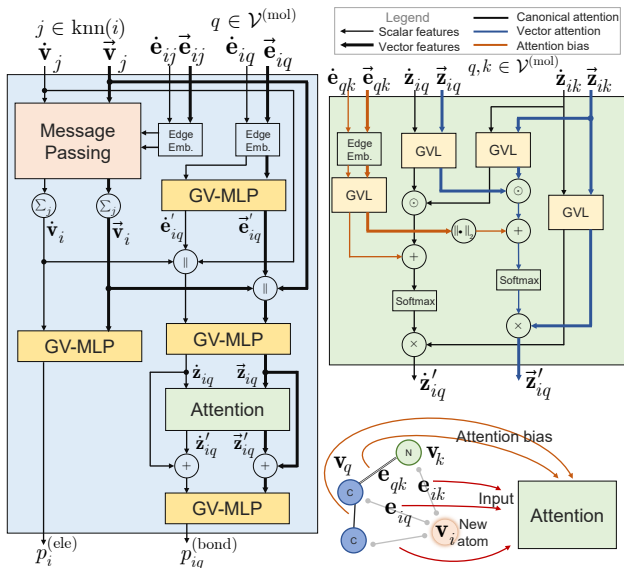 j ∈ knn(i)
q ∈ 𝒱^(mol)
v̇_j
v⃗_j
ė_ij
e⃗_ij
ė_iq
e⃗_iq
Message
Passing
Edge
Emb.
Edge
Emb.
GV-MLP
Σ_j
Σ_j
v̇_i
v⃗_i
ė′_iq
e⃗′_iq
||
||
GV-MLP
GV-MLP
ż_iq
z⃗_iq
Attention
ż′_iq
z⃗′_iq
+
+
GV-MLP
p_i^(ele)
p_iq^(bond)
Legend
Scalar features
Vector features
Canonical attention
Vector attention
Attention bias
q, k ∈ 𝒱^(mol)
ė_qk
e⃗_qk
ż_iq
z⃗_iq
ż_ik
z⃗_ik
Edge
Emb.
GVL
GVL
GVL
GVL
⊙
⊙
||•||₂
+
+
Softmax
Softmax
×
×
ż′_iq
z⃗′_iq
Attention bias
N
v_k
v_q
e_qk
e_ik
C
Input
e_iq
C
v_i
New
atom
Attention